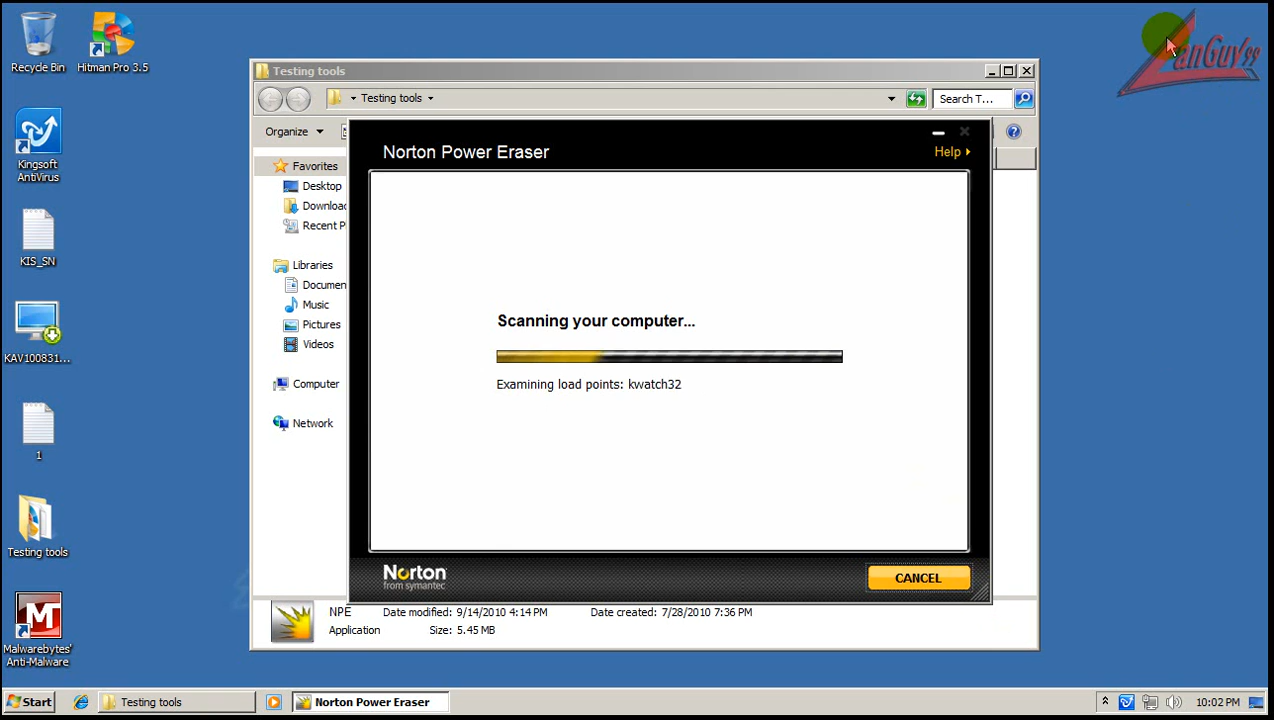 Recycle Bin
Hitman Pro 3.5
Kingsoft
AntiVirus
KIS_SN
KAV100831...
1
Testing tools
Malwarebytes'
Anti-Malware
anGuy99
Testing tools
Testing tools
Search T...
Organize
Favorites
Desktop
Downloac
Recent P
Libraries
Documen
Music
Pictures
Videos
Computer
Network
Norton Power Eraser
Help
Scanning your computer...
Examining load points: kwatch32
Norton
from symantec
CANCEL
NPE
Date modified: 9/14/2010 4:14 PM
Date created: 7/28/2010 7:36 PM
Application
Size: 5.45 MB
Start
Testing tools
Norton Power Eraser
10:02 PM